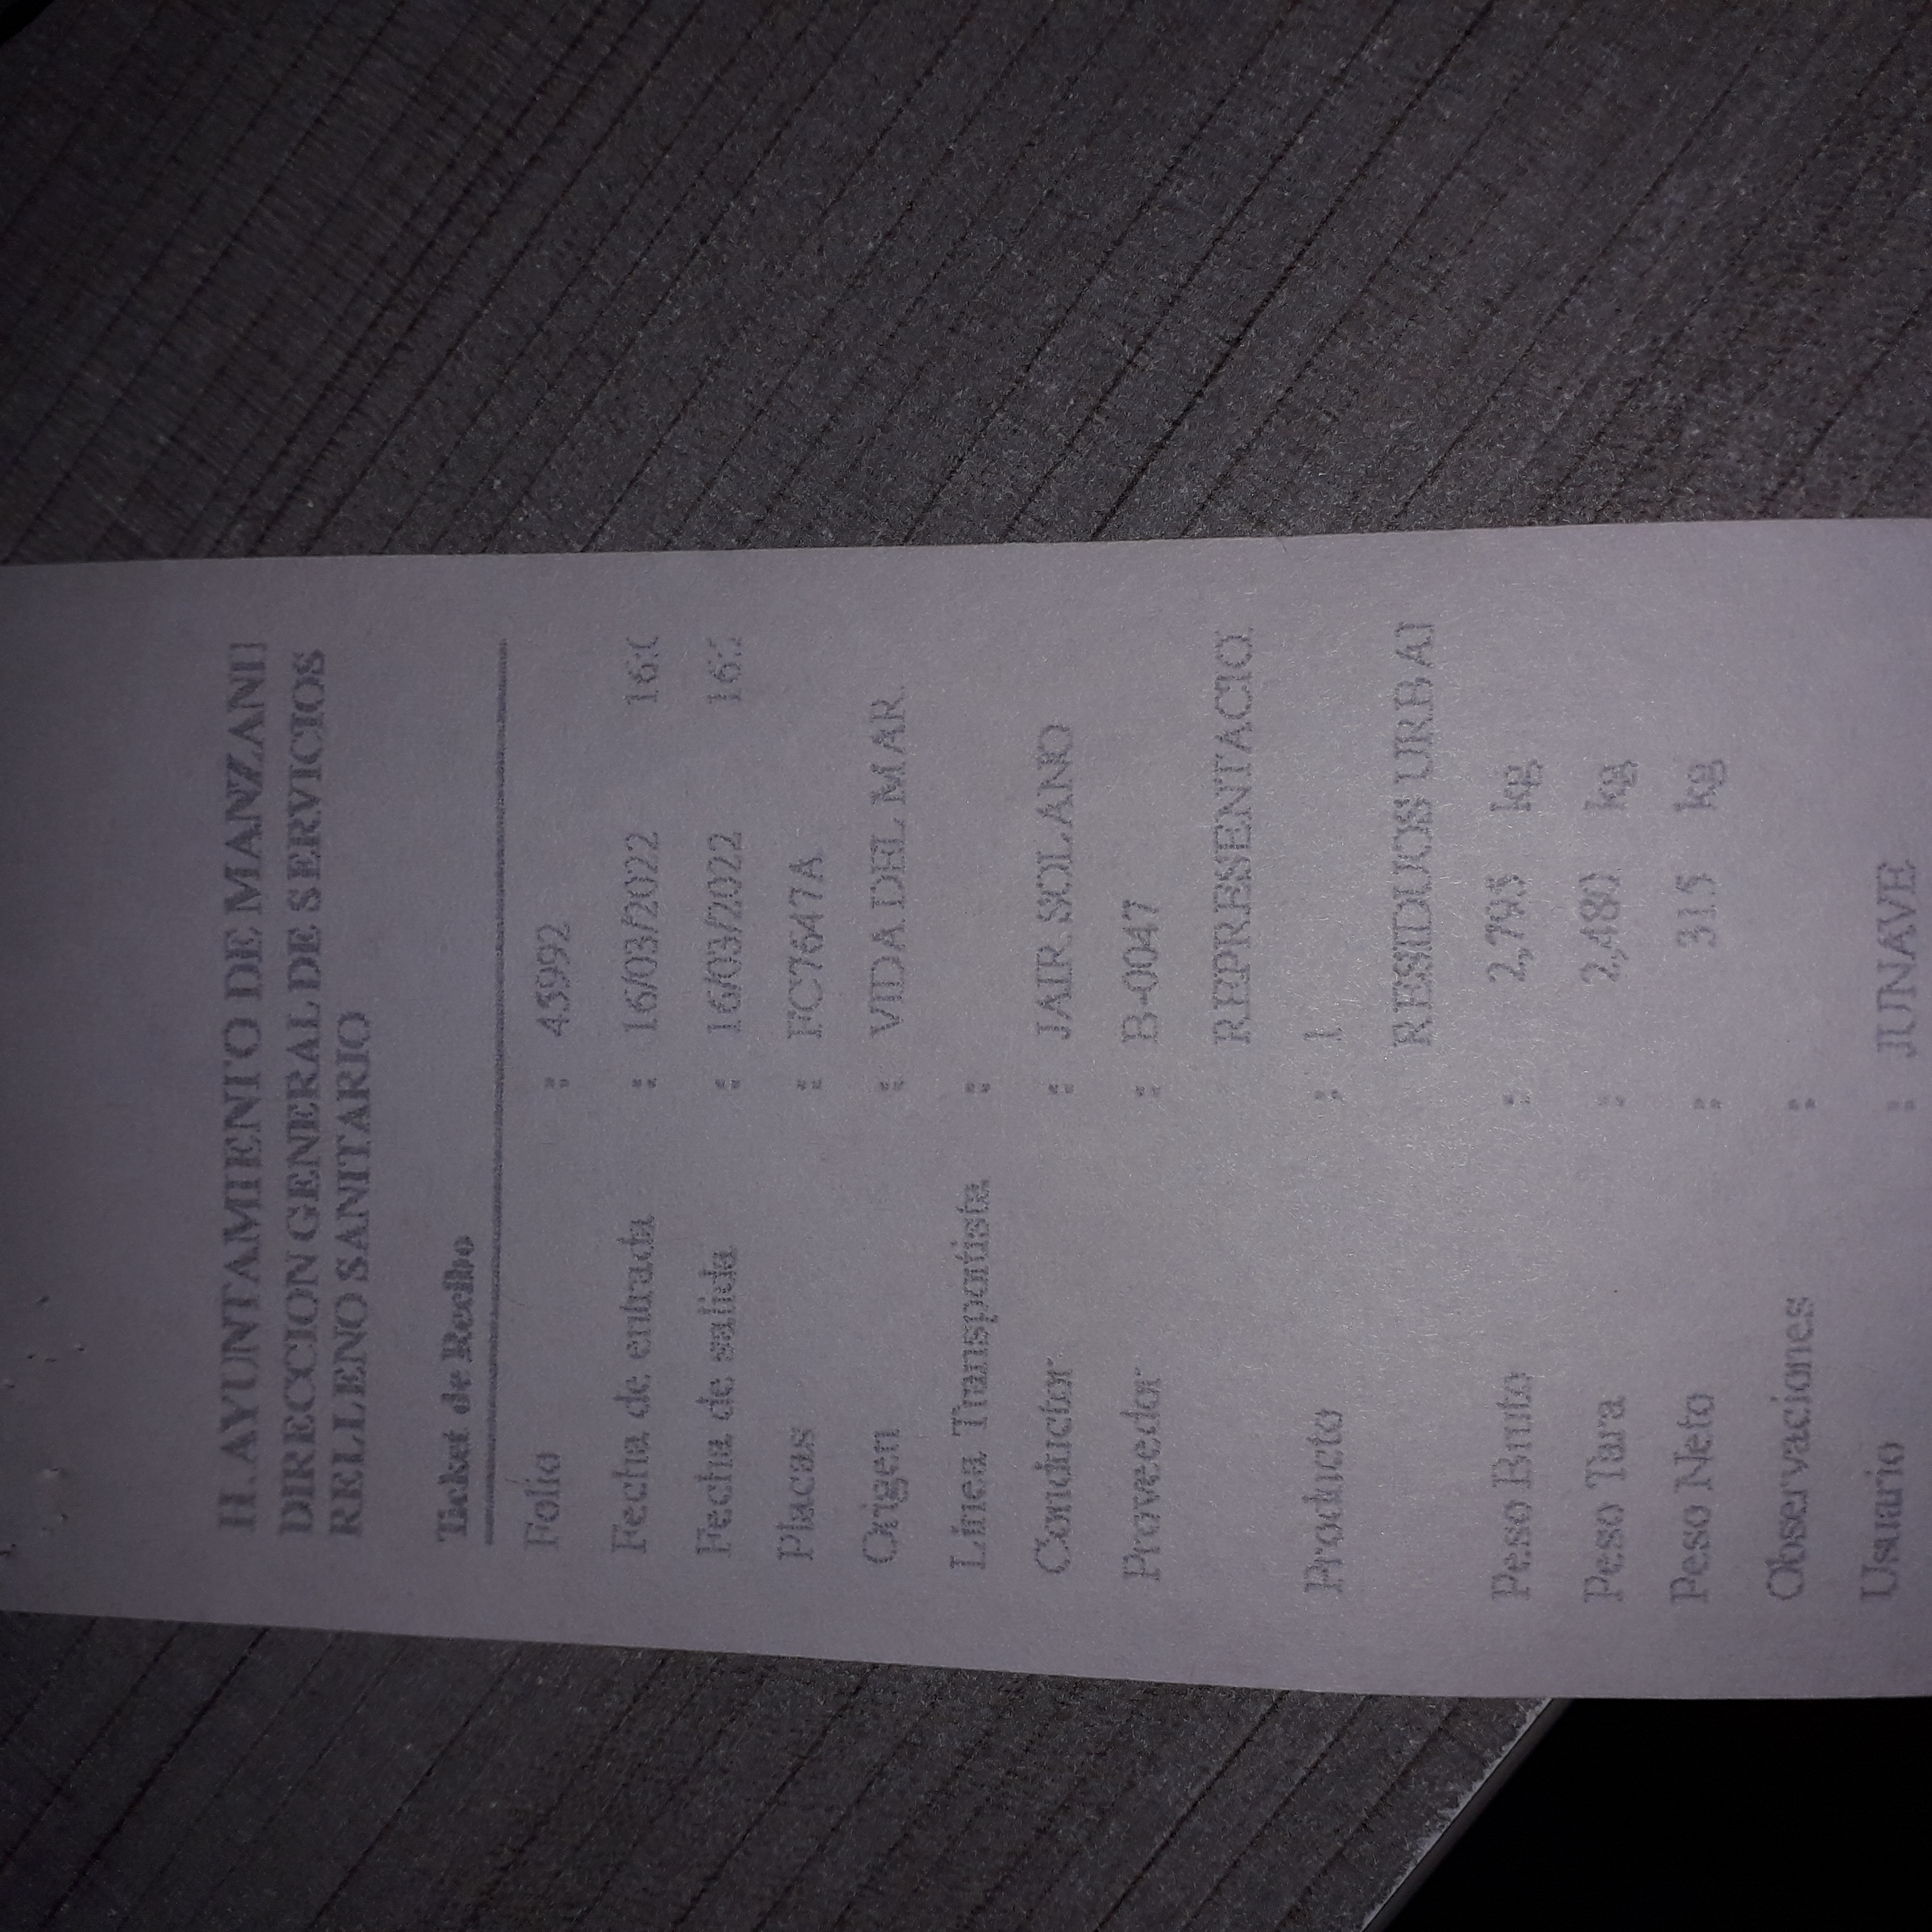 H. AYUNTAMIENTO DE MANZANI
DIRECCION GENERAL DE SERVICIOS
RELLENO SANITARIO
Ticket de Recibo
Folio : 45992
Fecha de entrada : 16/03/2022 16:0
Fecha de salida : 16/03/2022 16:2
Placas : FC7647A
Origen : VIDA DEL MAR
Linea Transportista :
Conductor : JAIR SOLANO
Proveedor : B-0047
REPRESENTACIO
Producto : 1
RESIDUOS URBAI
Peso Bruto : 2,795 kg
Peso Tara : 2,480 kg
Peso Neto : 315 kg
Observaciones :
Usuario : JUNAVE